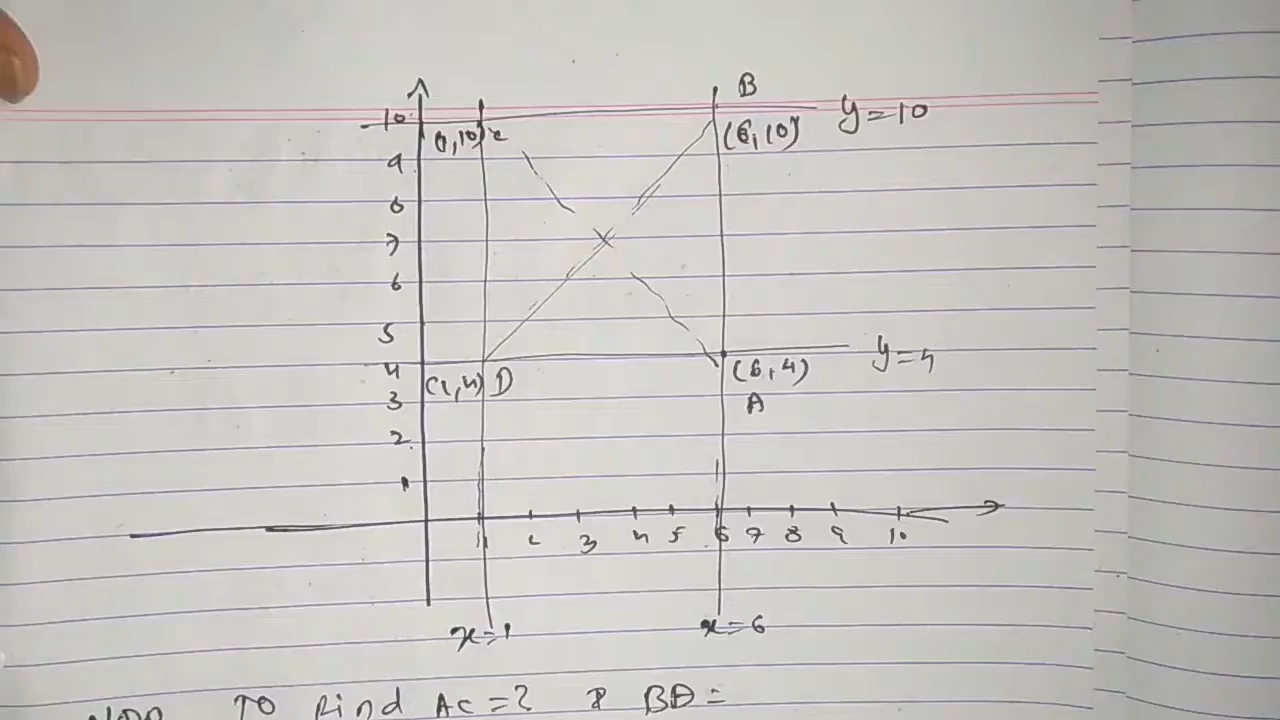 B
10
y=10
(1,10) c
(6,10)
9
8
7
6
5
y=4
4
(6,4)
(1,4) D
3
A
2
1
1 2 3 4 5 6 7 8 9 10
x=1
x=6
TO Find AC=? & BD=